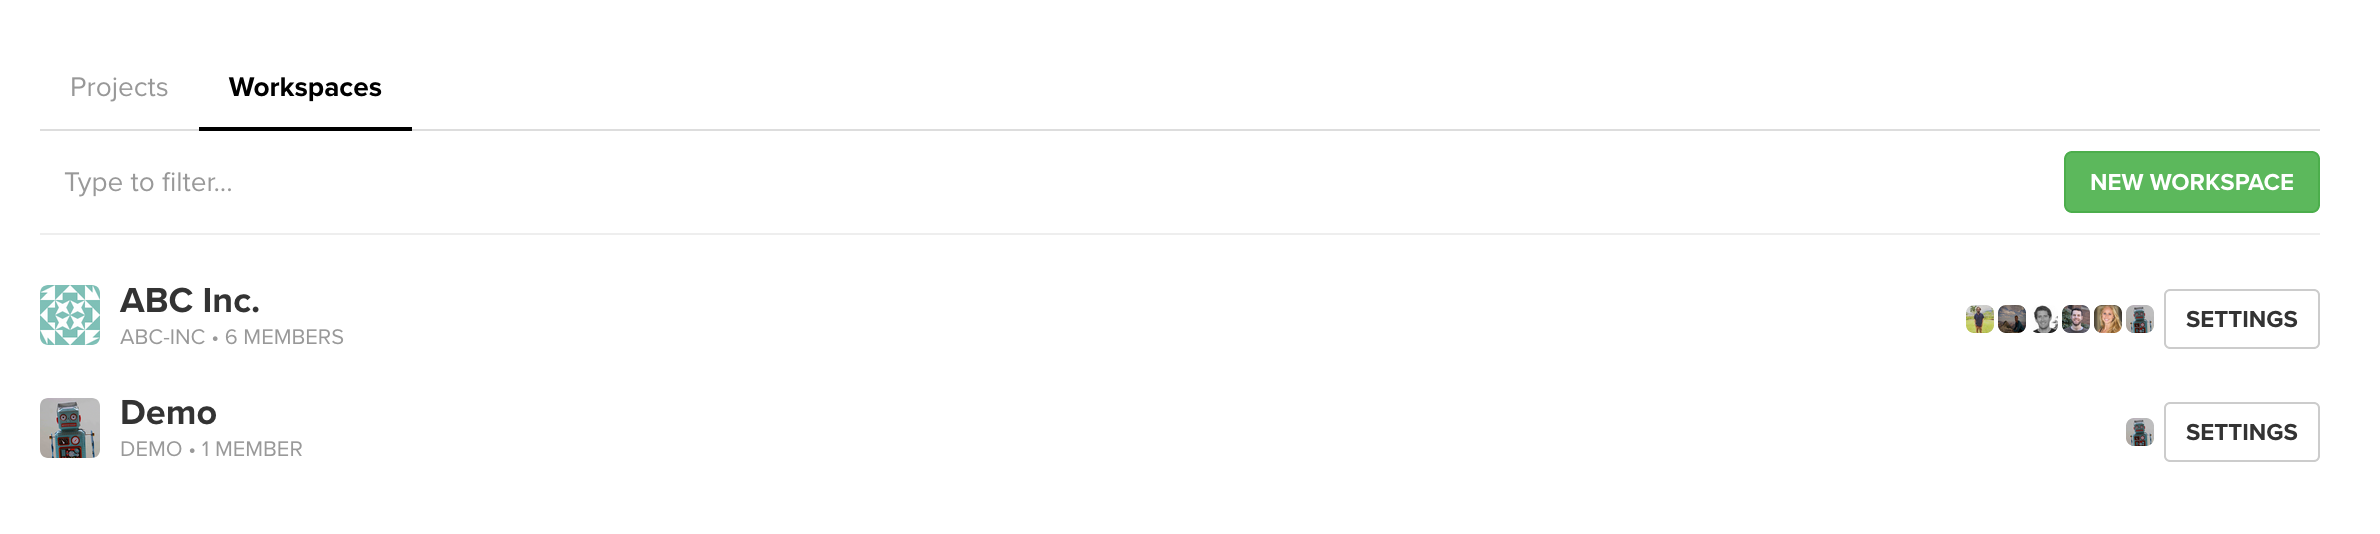 Projects
Workspaces
Type to filter...
NEW WORKSPACE
ABC Inc.
ABC-INC • 6 MEMBERS
SETTINGS
Demo
DEMO • 1 MEMBER
SETTINGS